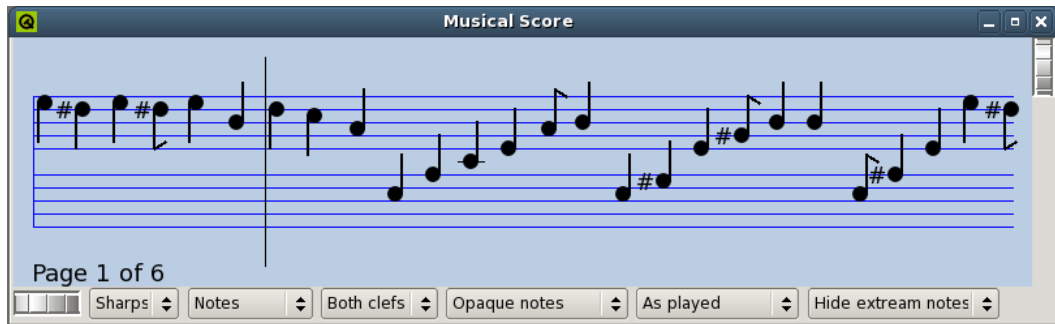 Musical Score
# # # # # # #
Page 1 of 6
Sharps Notes Both clefs Opaque notes As played Hide extream notes